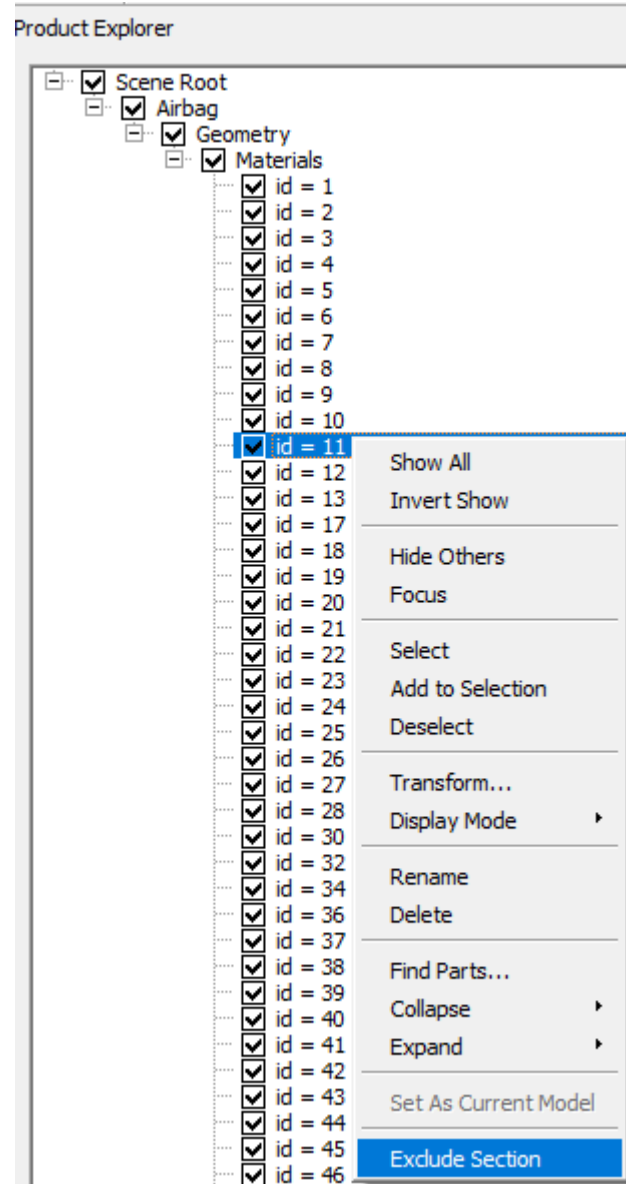 Product Explorer
Scene Root
Airbag
Geometry
Materials
id = 1
id = 2
id = 3
id = 4
id = 5
id = 6
id = 7
id = 8
id = 9
id = 10
id = 11
id = 12
id = 13
id = 17
id = 18
id = 19
id = 20
id = 21
id = 22
id = 23
id = 24
id = 25
id = 26
id = 27
id = 28
id = 30
id = 32
id = 34
id = 36
id = 37
id = 38
id = 39
id = 40
id = 41
id = 42
id = 43
id = 44
id = 45
id = 46
Show All
Invert Show
Hide Others
Focus
Select
Add to Selection
Deselect
Transform...
Display Mode
Rename
Delete
Find Parts...
Collapse
Expand
Set As Current Model
Exclude Section